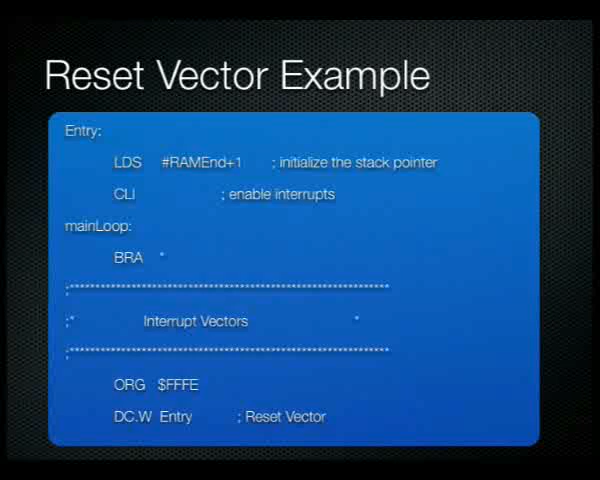 Reset Vector Example
Entry:
LDS #RAMEnd+1 ; initialize the stack pointer
CLI ; enable interrupts
mainLoop:
BRA *
;*************************************************************
;* Interrupt Vectors *
;*************************************************************
ORG $FFFE
DC.W Entry ; Reset Vector